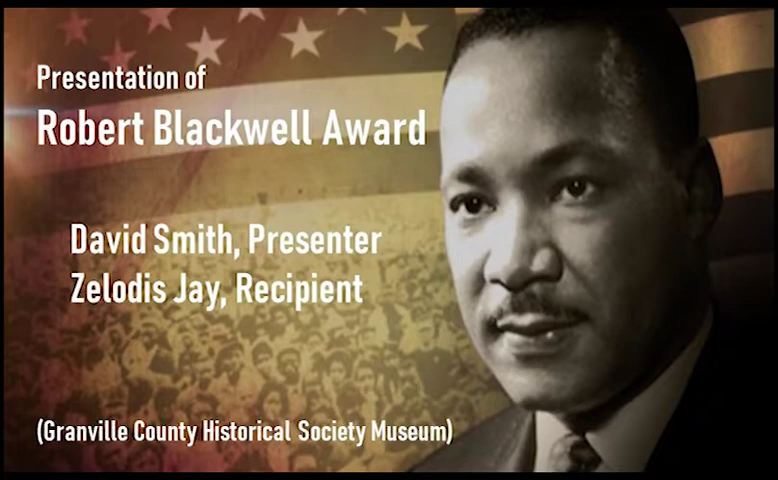 Presentation of
Robert Blackwell Award
David Smith, Presenter
Zelodis Jay, Recipient
(Granville County Historical Society Museum)